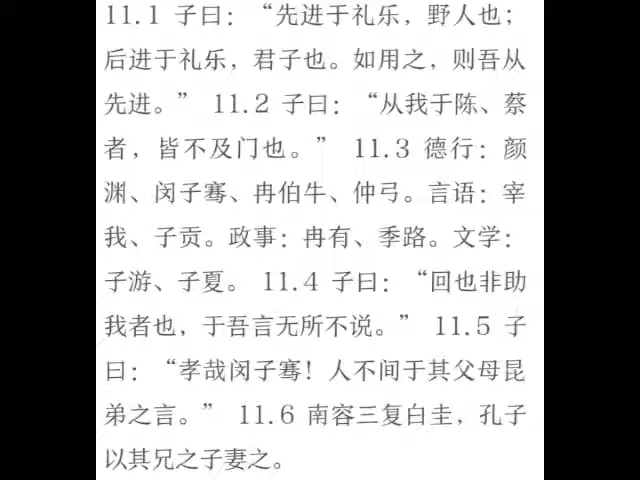 11.1 子曰：“先进于礼乐，野人也；
后进于礼乐，君子也。如用之，则吾从
先进。” 11.2 子曰：“从我于陈、蔡
者，皆不及门也。” 11.3 德行：颜
渊、闵子骞、冉伯牛、仲弓。言语：宰
我、子贡。政事：冉有、季路。文学：
子游、子夏。 11.4 子曰：“回也非助
我者也，于吾言无所不说。” 11.5 子
曰：“孝哉闵子骞！人不间于其父母昆
弟之言。” 11.6 南容三复白圭，孔子
以其兄之子妻之。